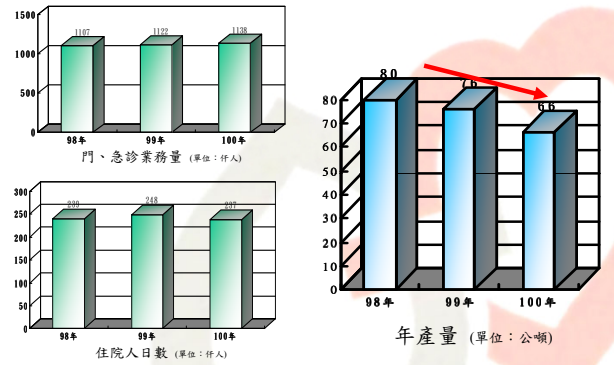 1500
1000
500
0
1107
1122
1138
98年
99年
100年
門、急診業務量 (單位：仟人)
300
250
200
150
100
50
0
239
248
237
98年
99年
100年
住院人日數 (單位：仟人)
80
70
60
50
40
30
20
10
0
80
76
66
98年
99年
100年
年產量 (單位：公噸)